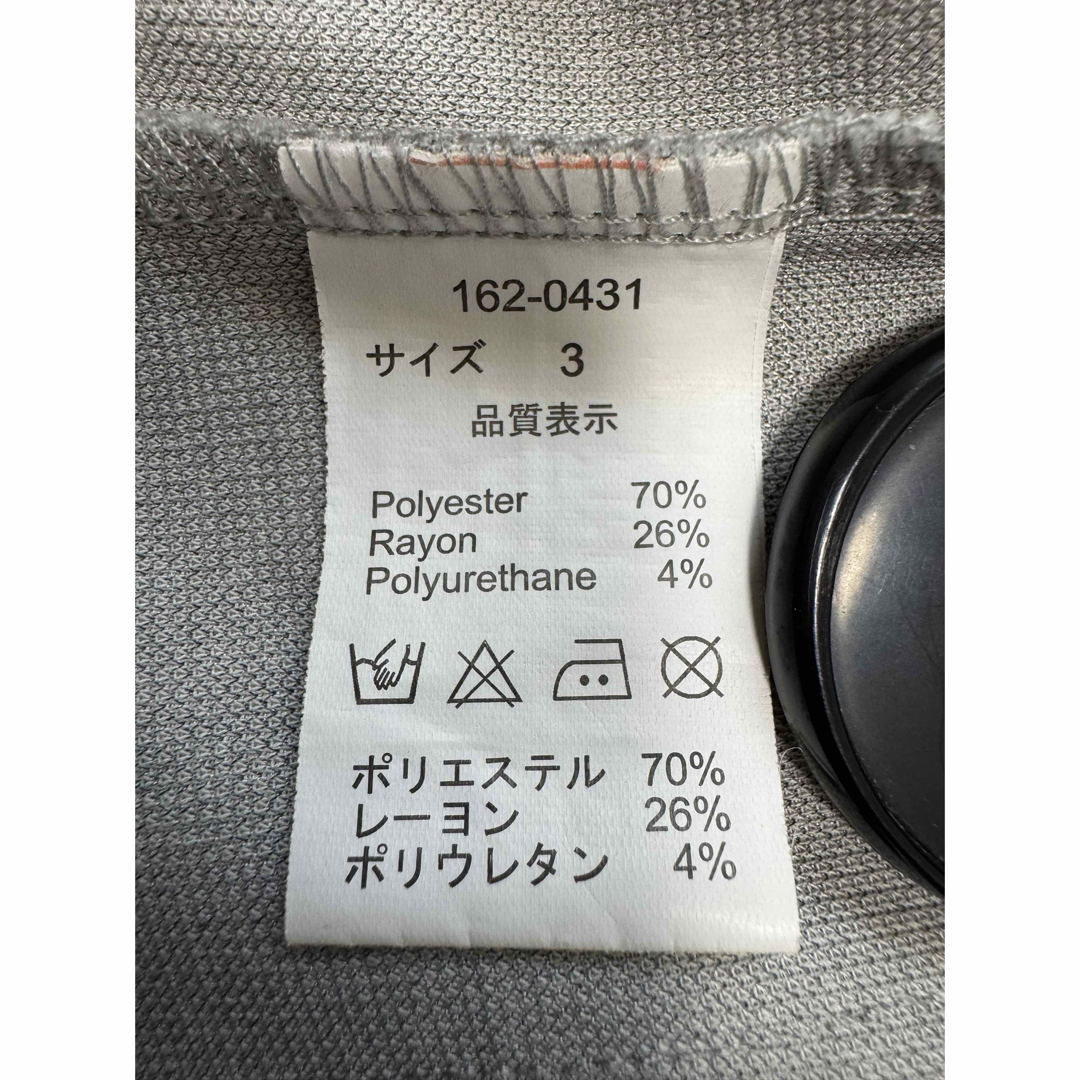 162-0431
サイズ 3
品質表示
Polyester 70%
Rayon 26%
Polyurethane 4%
ポリエステル 70%
レーヨン 26%
ポリウレタン 4%